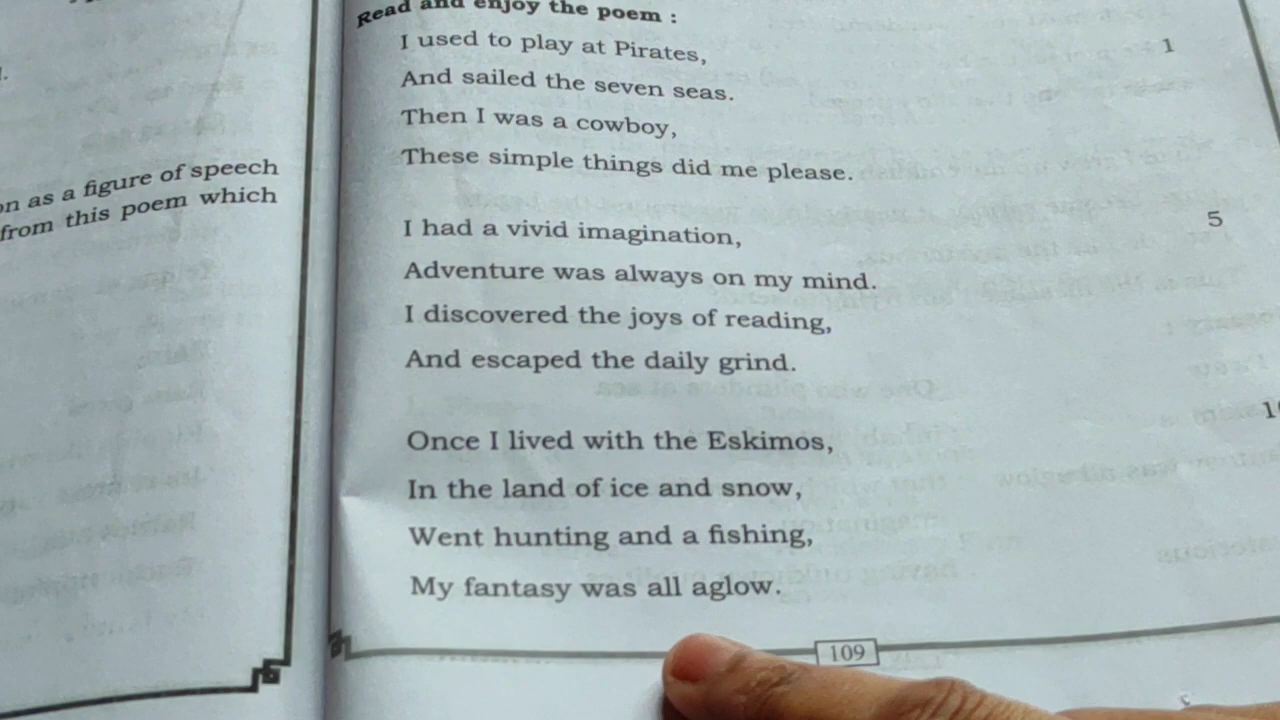 on as a figure of speech
from this poem which
Read and enjoy the poem :
I used to play at Pirates, 1
And sailed the seven seas.
Then I was a cowboy,
These simple things did me please.
I had a vivid imagination, 5
Adventure was always on my mind.
I discovered the joys of reading,
And escaped the daily grind.
Once I lived with the Eskimos,
In the land of ice and snow,
Went hunting and a fishing,
My fantasy was all aglow.
109